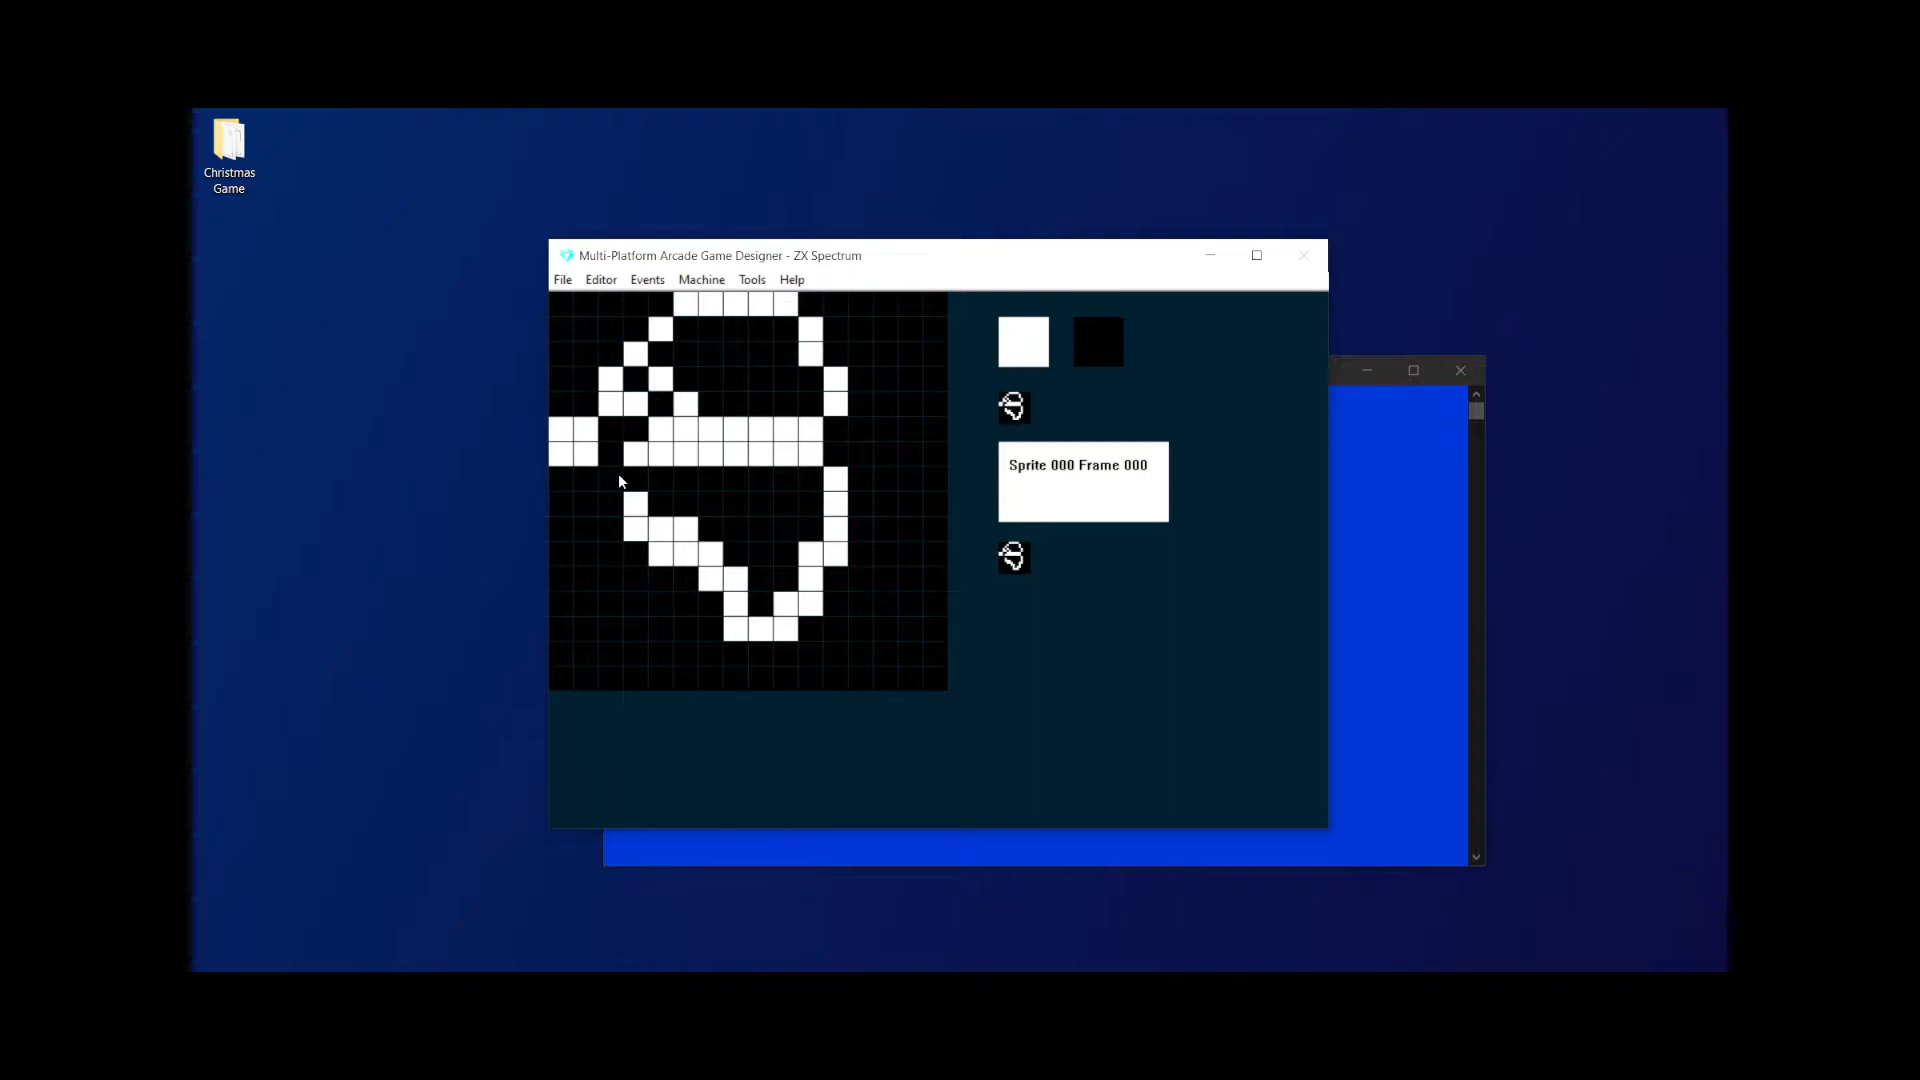 Christmas
Game
Multi-Platform Arcade Game Designer - ZX Spectrum
File Editor Events Machine Tools Help
Sprite 000 Frame 000